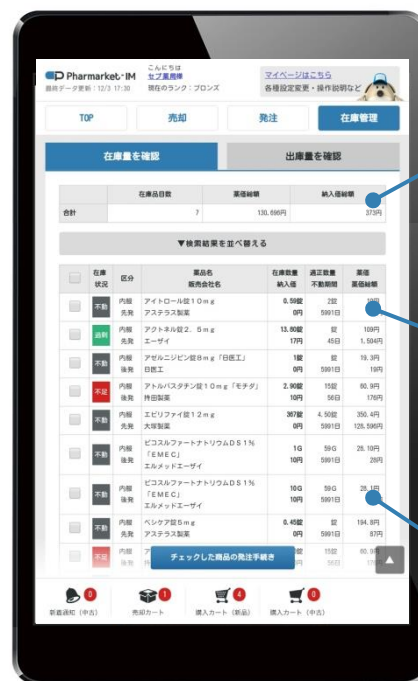 Pharmarket·IM
こんにちは
セブ薬局様
マイページはこちら
最終データ更新:12/3 17:30
現在のランク:ブロンズ
各種設定変更・操作説明など
TOP
売却
発注
在庫管理
在庫量を確認
出庫量を確認
在庫品目数
薬価総額
納入価総額
合計
7
130,696円
373円
▼検索結果を並べ替える
在庫状況
区分
薬品名
販売会社名
在庫数量
納入価
適正数量
不動期間
薬価
薬価総額
不動
内服
先発
アイトロール錠10mg
アステラス製薬
0.59錠
0円
2錠
5991日
過剰
内服
先発
アクトネル錠2.5mg
エーザイ
13.80錠
17円
錠
45日
109円
1,504円
不動
内服
後発
アゼルニジピン錠8mg「日医工」
日医工
1錠
0円
錠
5991日
19.3円
19円
不足
内服
後発
アトルバスタチン錠10mg「モチダ」
持田製薬
2.90錠
10円
15錠
56日
60.9円
176円
不動
内服
先発
エビリファイ錠12mg
大塚製薬
367錠
0円
4.50錠
5991日
350.4円
128,596円
不動
内服
後発
ピコスルファートナトリウムDS1%
「EMEC」
エルメッドエーザイ
1G
10円
59G
5991日
28.10円
28円
不動
内服
後発
ピコスルファートナトリウムDS1%
「EMEC」
エルメッドエーザイ
10G
10円
59G
5991日
28.1円
不動
内服
先発
ベシケア錠5mg
アステラス製薬
0.45錠
0円
錠
5991日
194.8円
87円
不足
内服
後発
15錠
56日
チェックした商品の発注手続き
0
新着通知(中古)
1
売却カート
4
購入カート(新品)
0
購入カート(中古)